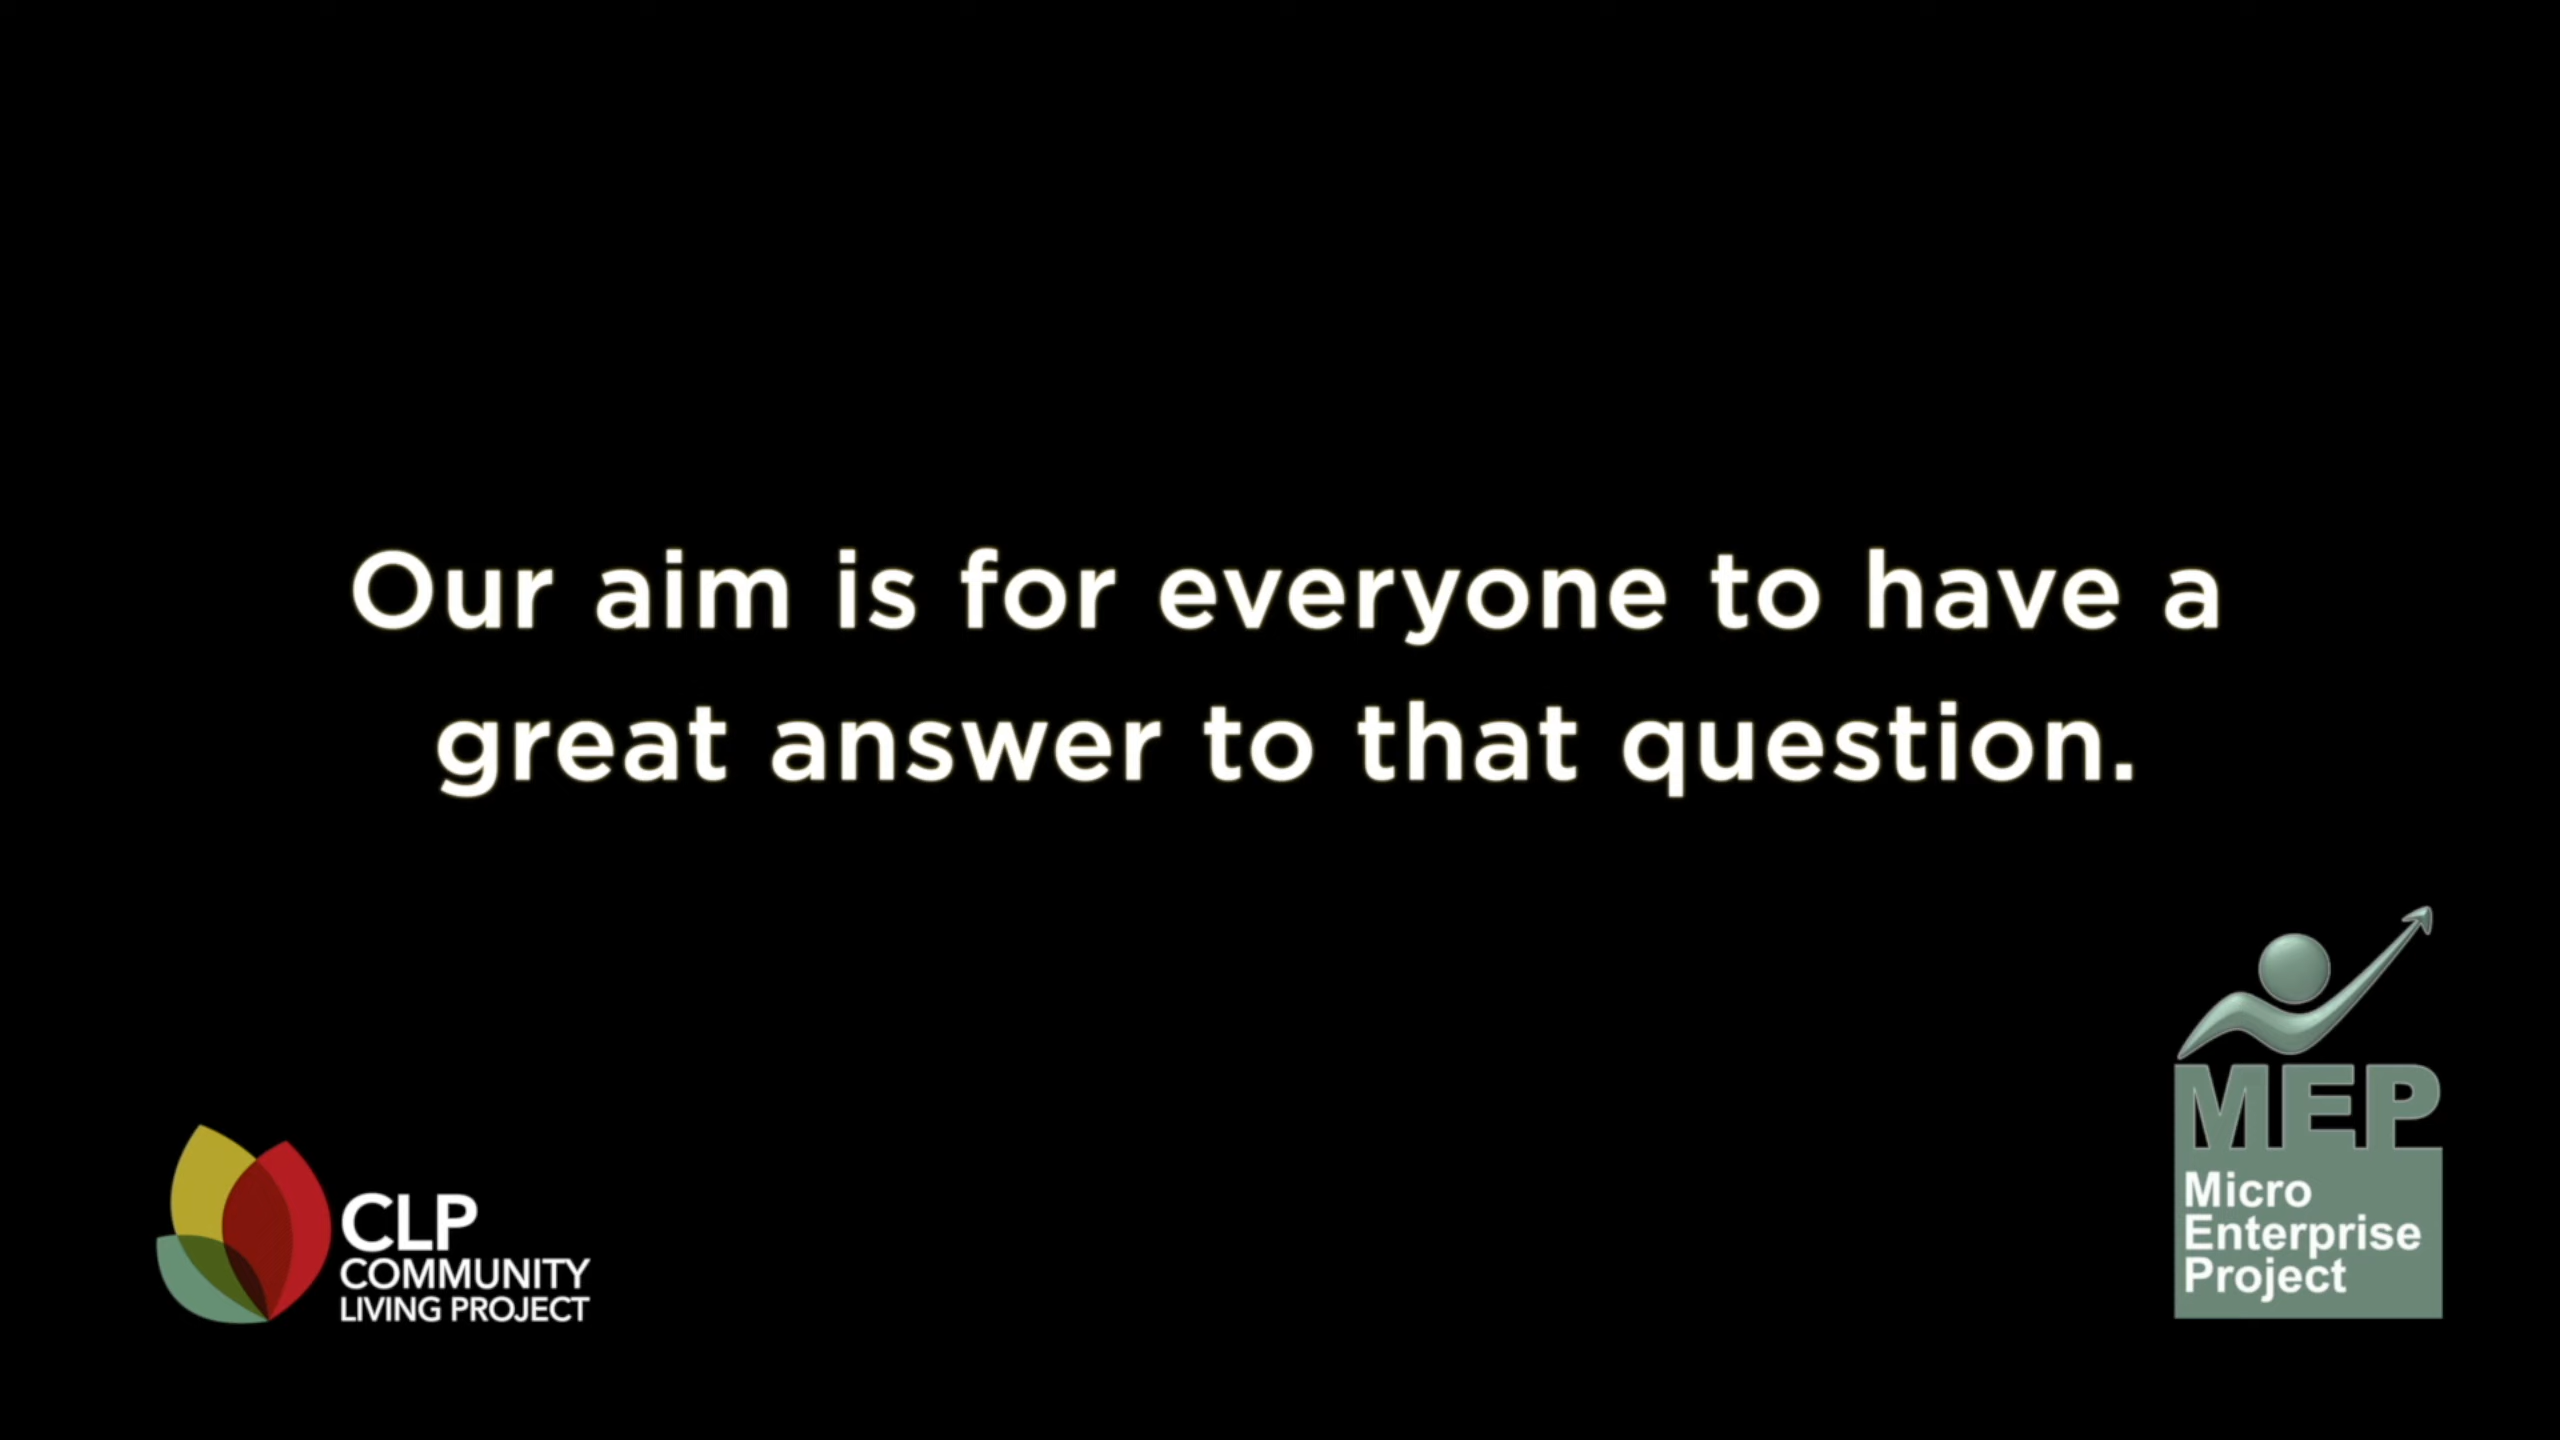 Our aim is for everyone to have a
great answer to that question.
CLP
COMMUNITY
LIVING PROJECT
MEP
Micro
Enterprise
Project